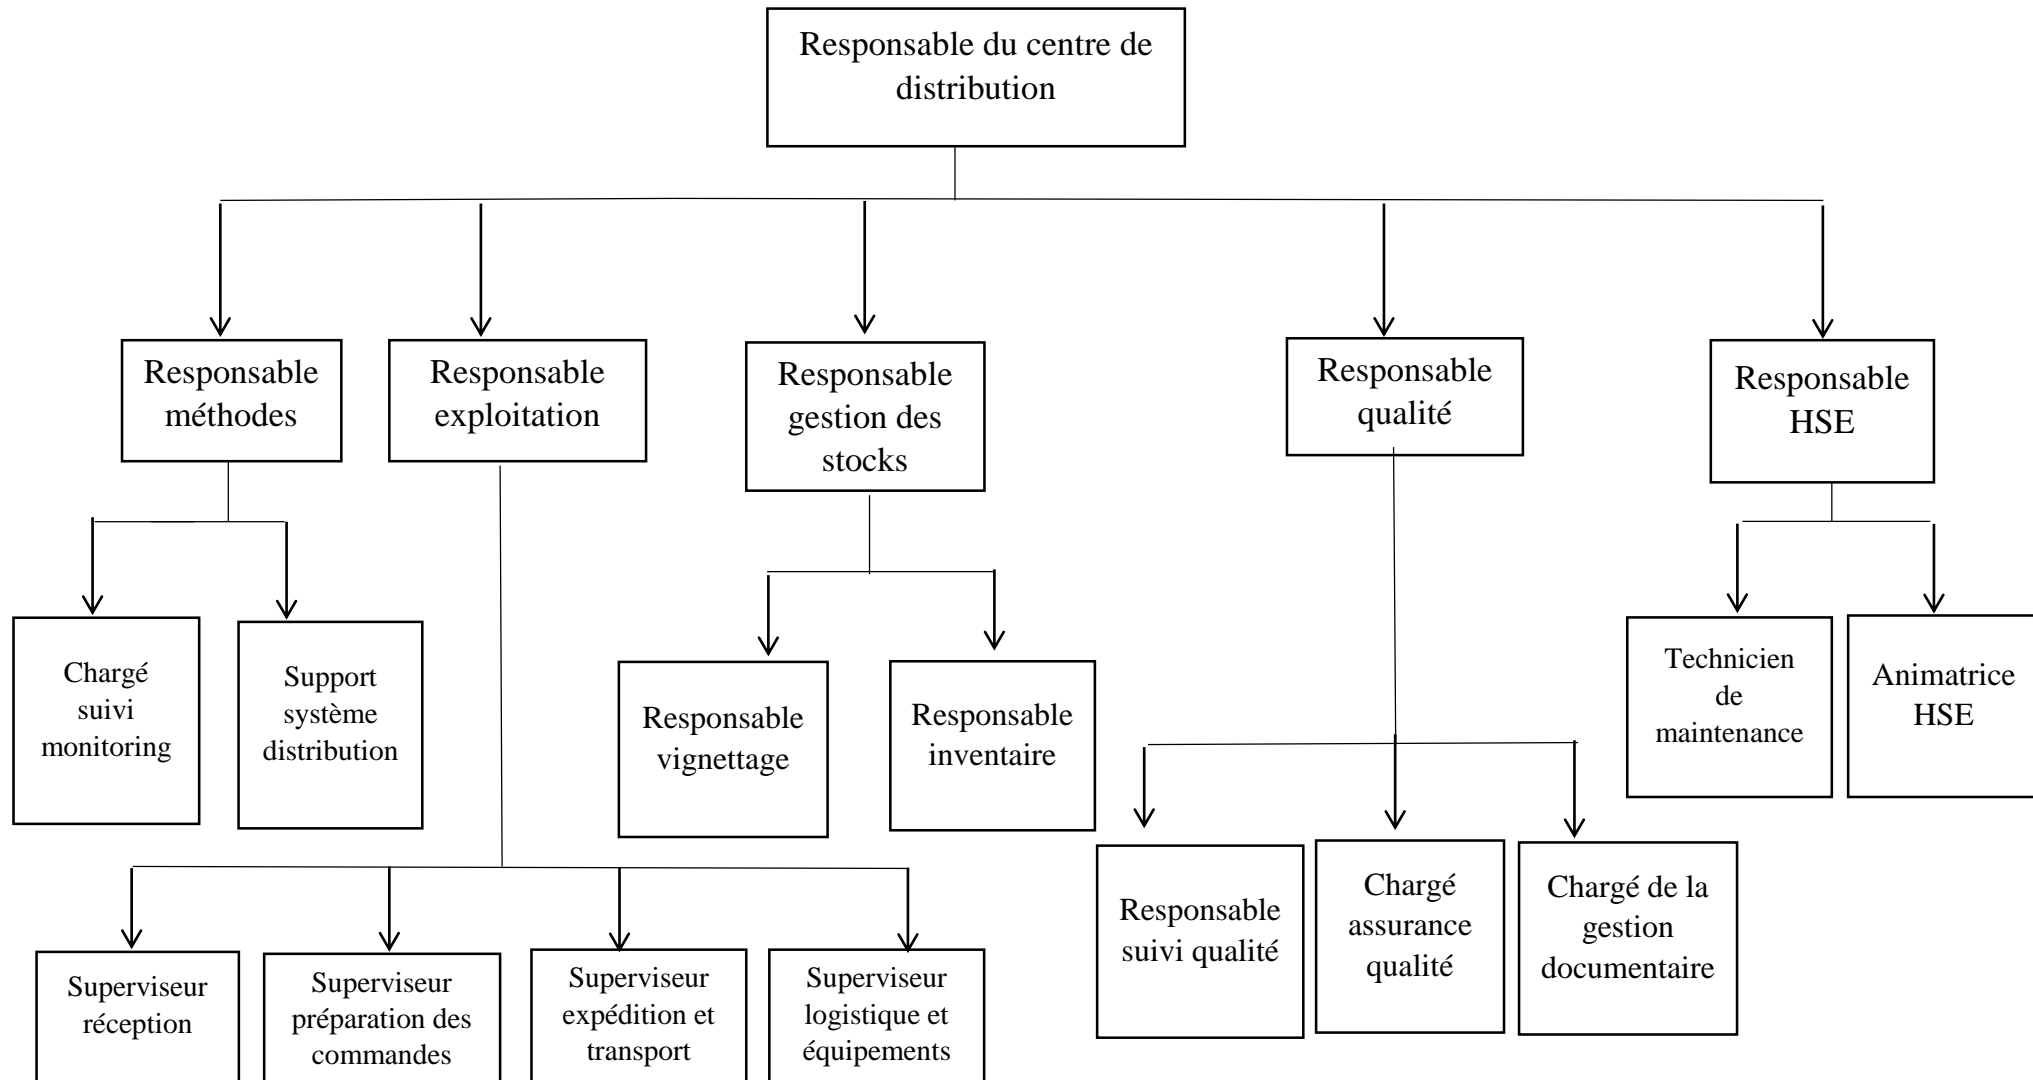 Responsable du centre de
distribution
Responsable
méthodes
Responsable
exploitation
Responsable
gestion des
stocks
Responsable
qualité
Responsable
HSE
Chargé
suivi
monitoring
Support
système
distribution
Responsable
vignettage
Responsable
inventaire
Technicien
de
maintenance
Animatrice
HSE
Superviseur
réception
Superviseur
préparation des
commandes
Superviseur
expédition et
transport
Superviseur
logistique et
équipements
Responsable
suivi qualité
Chargé
assurance
qualité
Chargé de la
gestion
documentaire